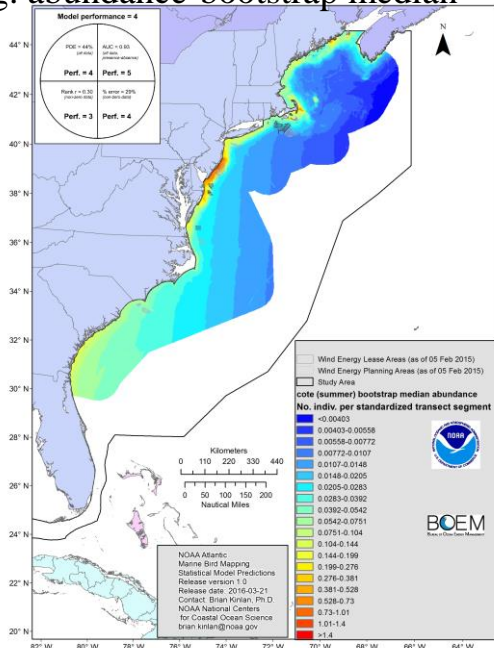 g. abundance-bootstrap median
Model performance = 4
PDE = 44%
AUC = 0.93
Perf. = 4
Perf. = 5
Rank r = 0.30
% error = 29%
Perf. = 3
Perf. = 4
N
44° N
42° N
40° N
38° N
36° N
34° N
32° N
30° N
28° N
26° N
24° N
22° N
20° N
82° W
80° W
78° W
76° W
74° W
72° W
70° W
68° W
66° W
64° W
Kilometers
0 110 220 330 440
0 50 100 150 200
Nautical Miles
NOAA Atlantic
Marine Bird Mapping
Statistical Model Predictions
Release version 1.0
Release date: 2016-03-21
Contact: Brian Kinlan, Ph.D.
NOAA National Centers
for Coastal Ocean Science
brian.kinlan@noaa.gov
Wind Energy Lease Areas (as of 05 Feb 2015)
Wind Energy Planning Areas (as of 05 Feb 2015)
Study Area
cote (summer) bootstrap median abundance
No. indiv. per standardized transect segment
<0.00403
0.00403-0.00558
0.00558-0.00772
0.00772-0.0107
0.0107-0.0148
0.0148-0.0205
0.0205-0.0283
0.0283-0.0392
0.0392-0.0542
0.0542-0.0751
0.0751-0.104
0.104-0.144
0.144-0.199
0.199-0.276
0.276-0.381
0.381-0.528
0.528-0.73
0.73-1.01
1.01-1.4
>1.4
NOAA
BOEM
BUREAU OF OCEAN ENERGY MANAGEMENT